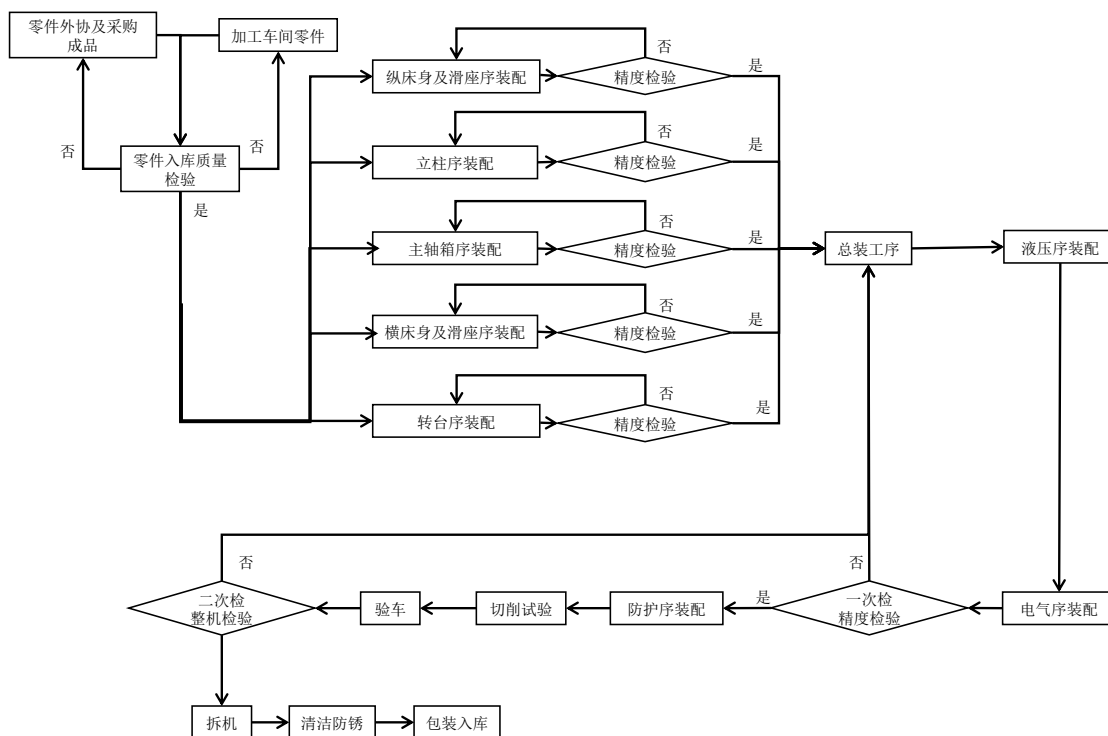 零件外协及采购
成品
加工车间零件
否
否
零件入库质量
检验
是
纵床身及滑座序装配
否
精度检验
是
立柱序装配
否
精度检验
是
主轴箱序装配
否
精度检验
是
横床身及滑座序装配
否
精度检验
是
转台序装配
否
精度检验
是
总装工序
液压序装配
电气序装配
否
一次检
精度检验
是
防护序装配
切削试验
验车
否
二次检
整机检验
拆机
清洁防锈
包装入库